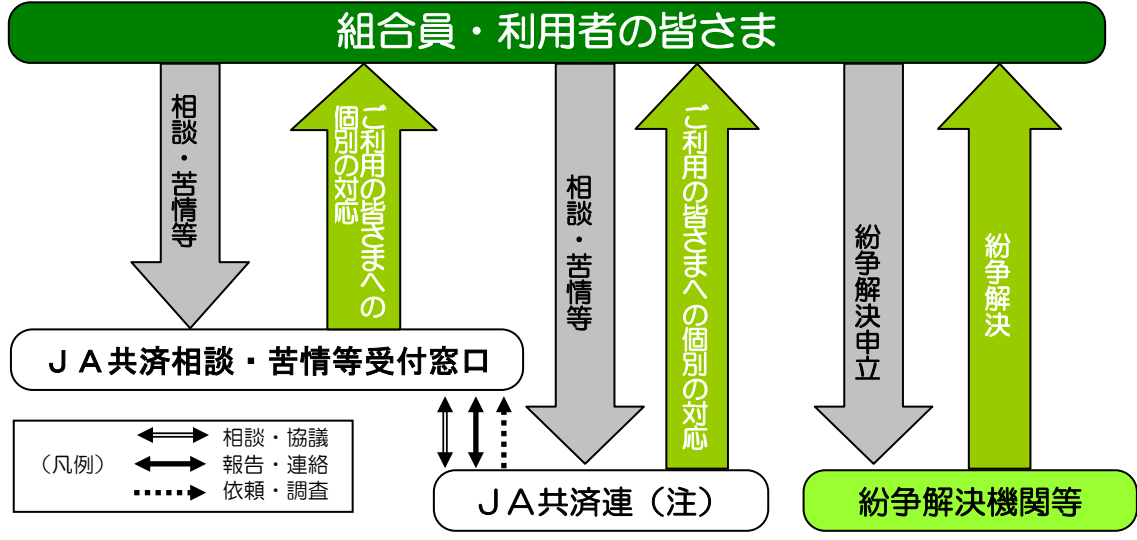 組合員・利用者の皆さま
相談・苦情等
ご利用の皆さまへの
個別の対応
相談・苦情等
ご利用の皆さまへの個別の対応
紛争解決申立
紛争解決
ＪＡ共済相談・苦情等受付窓口
（凡例）
相談・協議
報告・連絡
依頼・調査
ＪＡ共済連（注）
紛争解決機関等